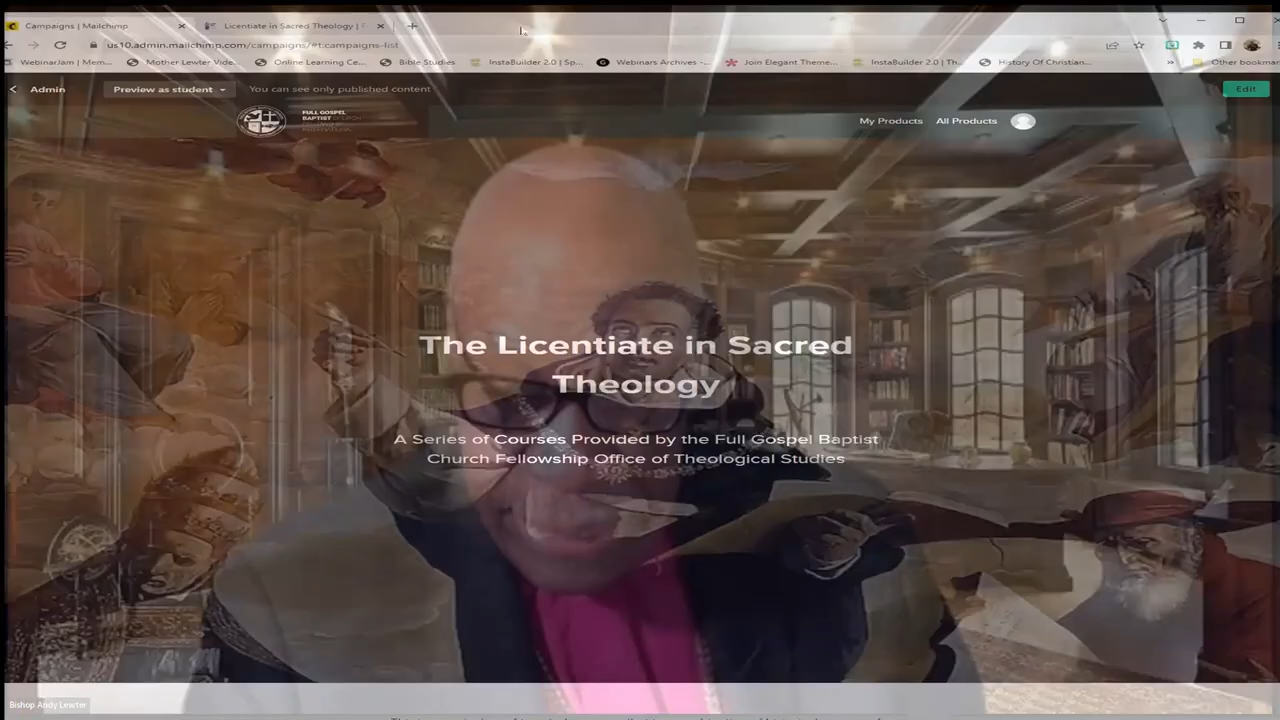 Campaigns | Mailchimp
Licentiate in Sacred Theology |
us10.admin.mailchimp.com/campaigns/#t:campaigns-list
WebinarJam | Mem...
Mother Lewter Vide...
Online Learning Ce...
Bible Studies
InstaBuilder 2.0 | Sp...
Webinars Archives -...
Join Elegant Theme...
InstaBuilder 2.0 | Th...
History Of Christian...
»
Other bookmar
Admin
Preview as student
You can see only published content
Edit
FULL GOSPEL
BAPTIST CHURCH
My Products
All Products
The Licentiate in Sacred
Theology
A Series of Courses Provided by the Full Gospel Baptist
Church Fellowship Office of Theological Studies
Bishop Andy Lewter